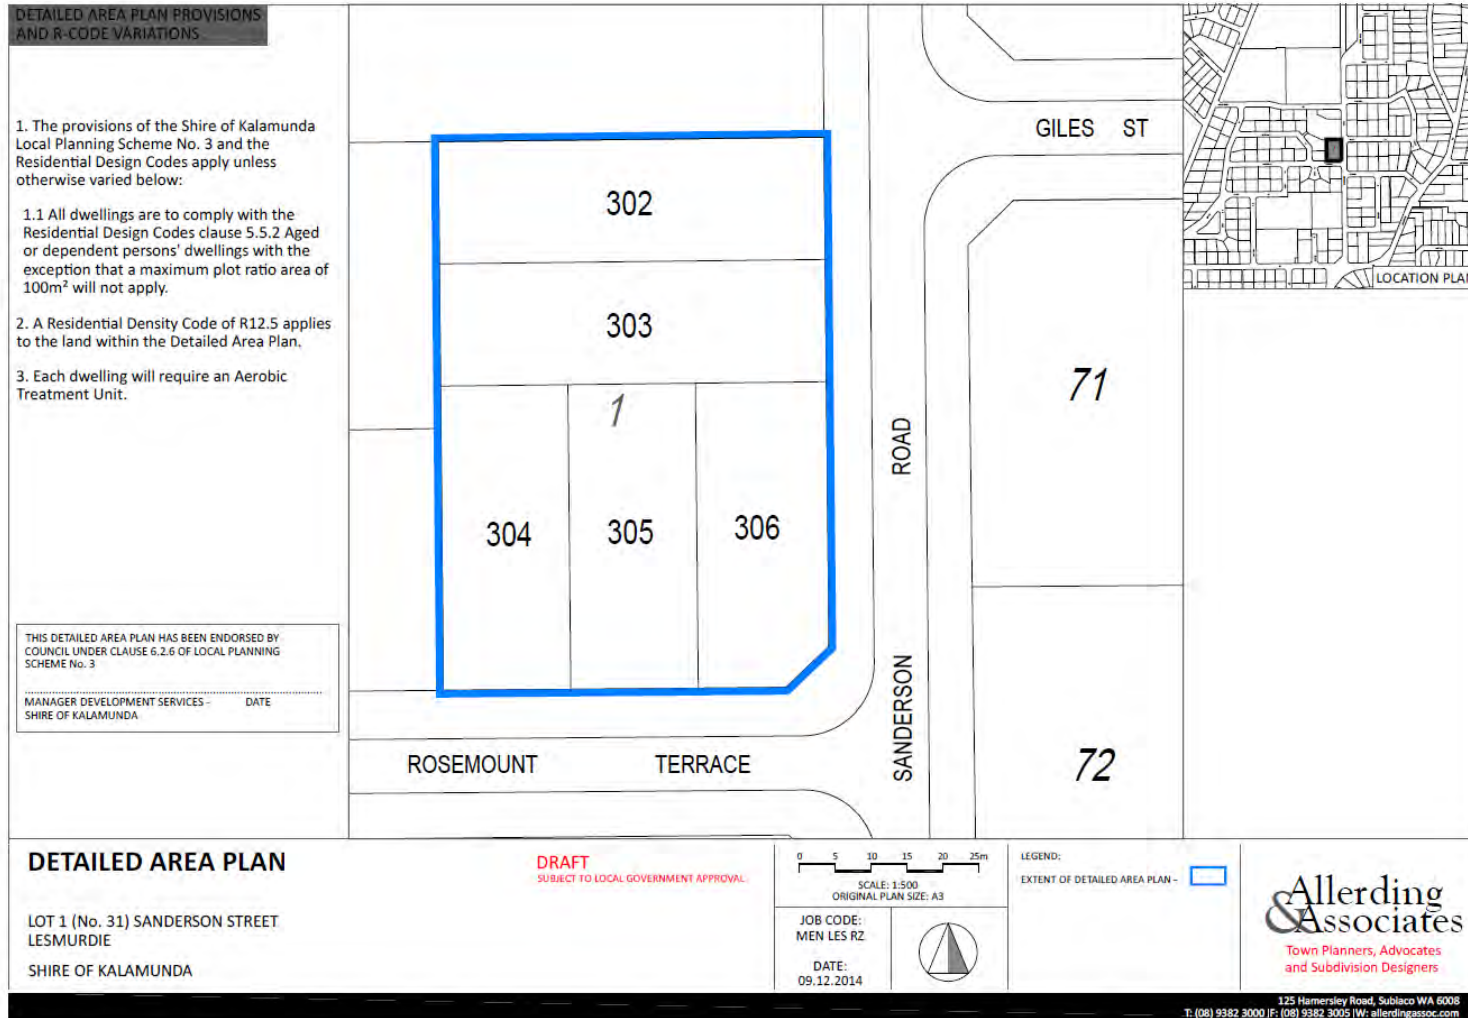 DETAILED AREA PLAN PROVISIONS
AND R-CODE VARIATIONS
1. The provisions of the Shire of Kalamunda
Local Planning Scheme No. 3 and the
Residential Design Codes apply unless
otherwise varied below:
1.1 All dwellings are to comply with the
Residential Design Codes clause 5.5.2 Aged
or dependent persons' dwellings with the
exception that a maximum plot ratio area of
100m² will not apply.
2. A Residential Density Code of R12.5 applies
to the land within the Detailed Area Plan.
3. Each dwelling will require an Aerobic
Treatment Unit.
THIS DETAILED AREA PLAN HAS BEEN ENDORSED BY
COUNCIL UNDER CLAUSE 6.2.6 OF LOCAL PLANNING
SCHEME No. 3
MANAGER DEVELOPMENT SERVICES - DATE
SHIRE OF KALAMUNDA
302
303
1
304
305
306
GILES ST
71
72
SANDERSON ROAD
ROSEMOUNT TERRACE
LOCATION PLAN
DETAILED AREA PLAN
LOT 1 (No. 31) SANDERSON STREET
LESMURDIE
SHIRE OF KALAMUNDA
DRAFT
SUBJECT TO LOCAL GOVERNMENT APPROVAL.
0 5 10 15 20 25m
SCALE: 1:500
ORIGINAL PLAN SIZE: A3
JOB CODE:
MEN LES RZ
DATE:
09.12.2014
LEGEND:
EXTENT OF DETAILED AREA PLAN -
Allerding
& Associates
Town Planners, Advocates
and Subdivision Designers
125 Hamersley Road, Subiaco WA 6008
T: (08) 9382 3000 |F: (08) 9382 3005 |W: allerdingassoc.com